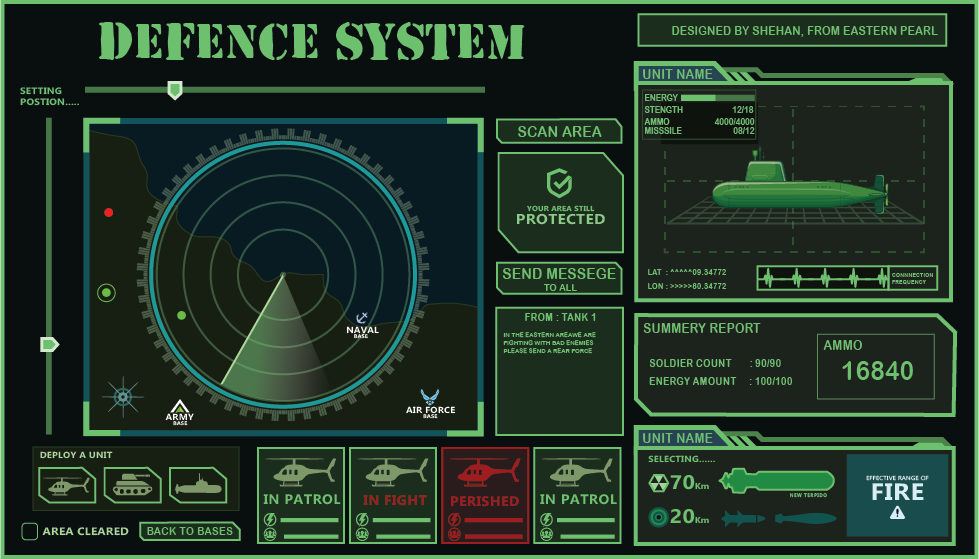 DEFENCE SYSTEM
DESIGNED BY SHEHAN, FROM EASTERN PEARL
SETTING
POSTION.....
UNIT NAME
ENERGY
STENGTH 12/18
AMMO 4000/4000
MISSSILE 08/12
LAT : ^^^^^09.34772
LON : >>>>>80.34772
CONNNECTION
FREQUENCY
SCAN AREA
YOUR AREA STILL
PROTECTED
SEND MESSEGE
TO ALL
FROM : TANK 1
IN THE EASTERN AREAWE ARE
FIGHTING WITH BAD ENEMIES
PLEASE SEND A REAR FORCE
NAVAL
BASE
ARMY
BASE
AIR FORCE
BASE
SUMMERY REPORT
SOLDIER COUNT : 90/90
ENERGY AMOUNT : 100/100
AMMO
16840
DEPLOY A UNIT
AREA CLEARED
BACK TO BASES
IN PATROL
IN FIGHT
PERISHED
IN PATROL
UNIT NAME
SELECTING......
70Km
NEW TERPIDO
20Km
EFFECTIVE RANGE OF
FIRE